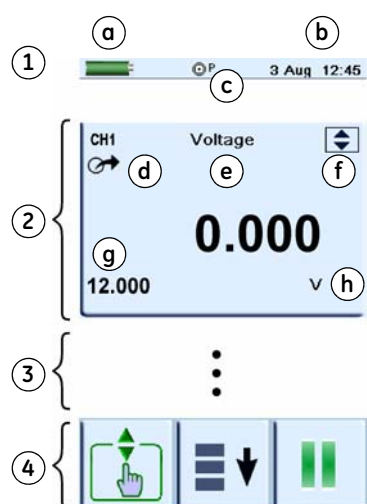 a b
1 P 3 Aug 12:45
c
CH1 Voltage
d e f
2 0.000
g
12.000 V h
3
4